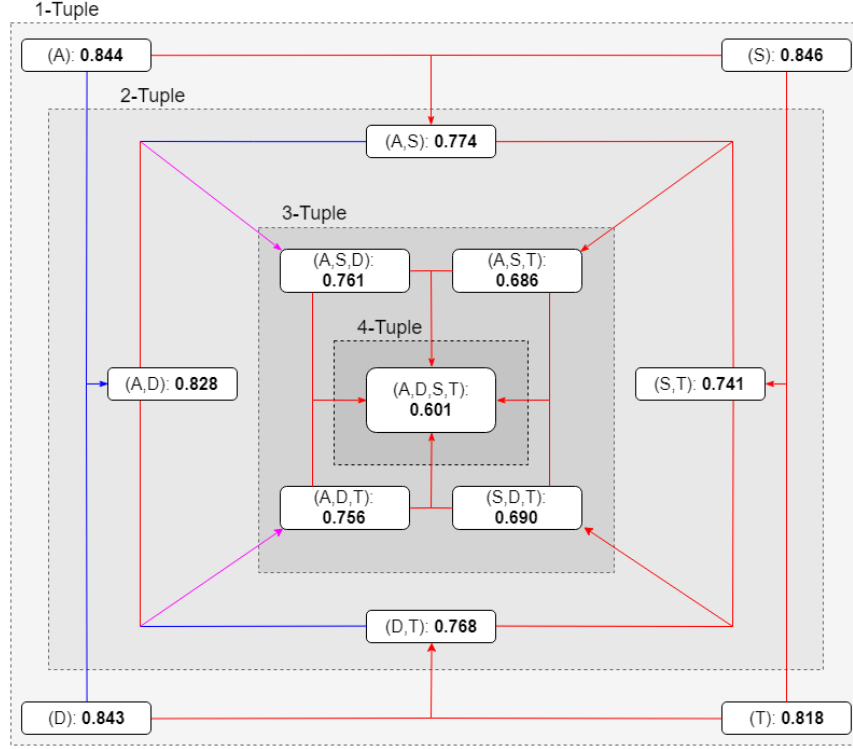 1-Tuple
(A): 0.844
(S): 0.846
2-Tuple
(A,S): 0.774
3-Tuple
(A,S,D):
0.761
(A,S,T):
0.686
4-Tuple
(A,D): 0.828
(A,D,S,T):
0.601
(S,T): 0.741
(A,D,T):
0.756
(S,D,T):
0.690
(D,T): 0.768
(D): 0.843
(T): 0.818